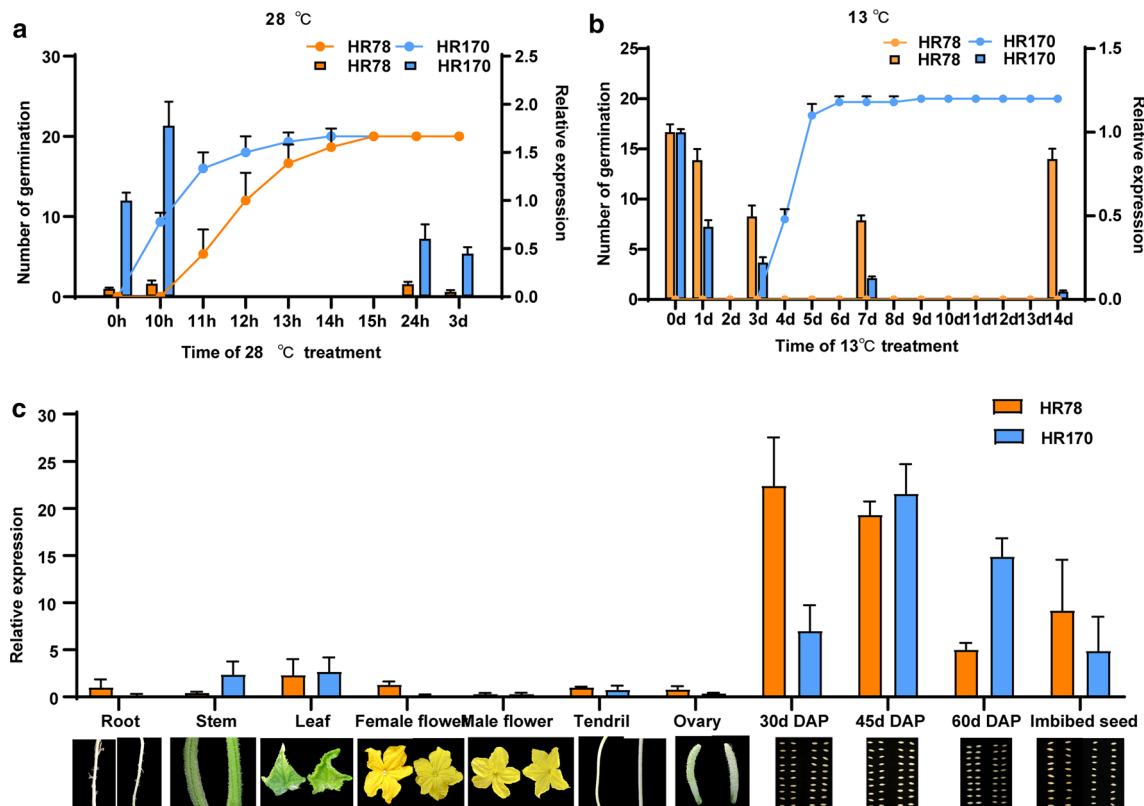 a
28 °C
HR78 HR170
HR78 HR170
Number of germination
30
20
10
0
Relative expression
2.5
2.0
1.5
1.0
0.5
0.0
0h 10h 11h 12h 13h 14h 15h 24h 3d
Time of 28 °C treatment
b
13 °C
HR78 HR170
HR78 HR170
Number of germination
25
20
15
10
5
0
Relative expression
1.5
1.0
0.5
0.0
0d 1d 2d 3d 4d 5d 6d 7d 8d 9d 10d 11d 12d 13d 14d
Time of 13°C treatment
c
HR78
HR170
Relative expression
30
25
20
15
10
5
0
Root Stem Leaf Female flower Male flower Tendril Ovary 30d DAP 45d DAP 60d DAP Imbibed seed